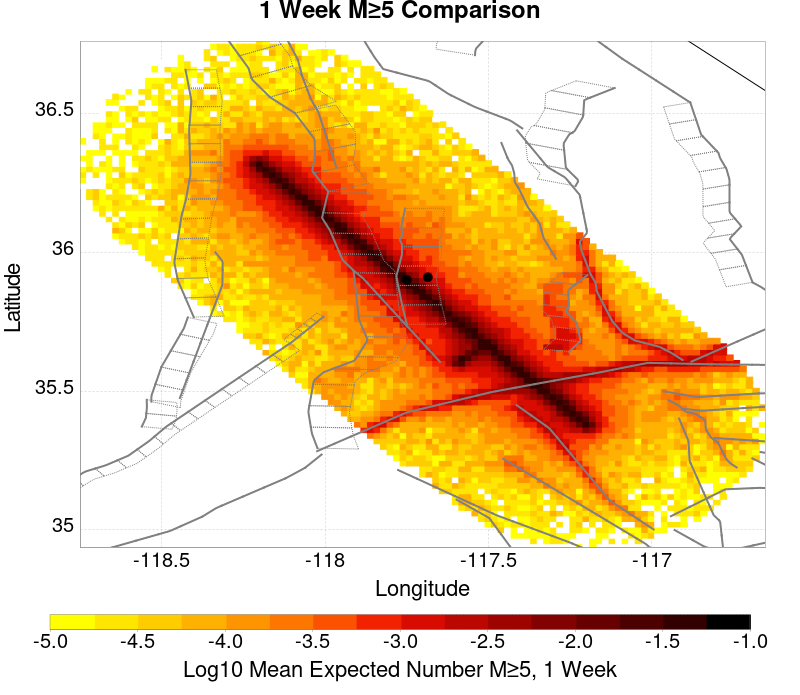 1 Week M≥5 Comparison
36.5
36
35.5
35
Latitude
-118.5 -118 -117.5 -117
Longitude
-5.0 -4.5 -4.0 -3.5 -3.0 -2.5 -2.0 -1.5 -1.0
Log10 Mean Expected Number M≥5, 1 Week